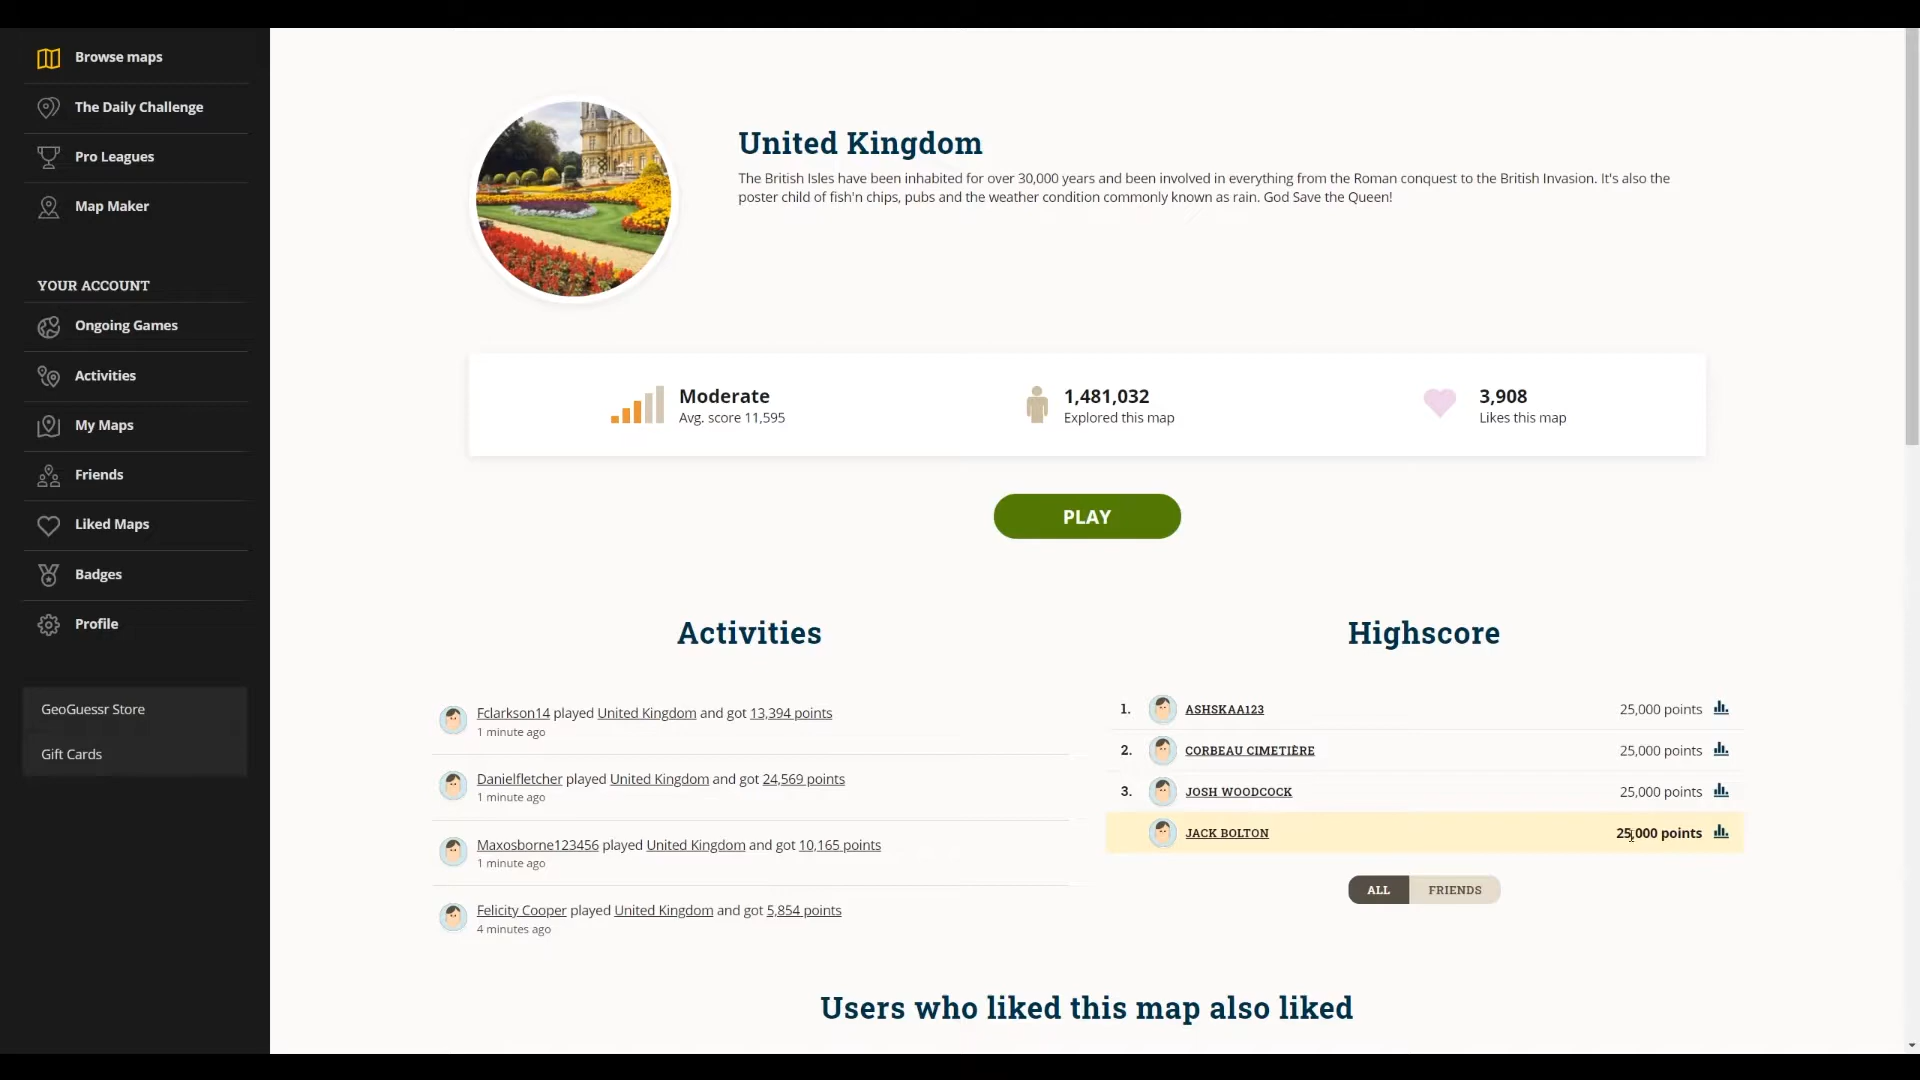 Browse maps
The Daily Challenge
Pro Leagues
Map Maker
YOUR ACCOUNT
Ongoing Games
Activities
My Maps
Friends
Liked Maps
Badges
Profile
GeoGuessr Store
Gift Cards
United Kingdom
The British Isles have been inhabited for over 30,000 years and been involved in everything from the Roman conquest to the British Invasion. It's also the
poster child of fish'n chips, pubs and the weather condition commonly known as rain. God Save the Queen!
Moderate
Avg. score 11,595
1,481,032
Explored this map
3,908
Likes this map
PLAY
Activities
Fclarkson14 played United Kingdom and got 13,394 points
1 minute ago
Danielfletcher played United Kingdom and got 24,569 points
1 minute ago
Maxosborne123456 played United Kingdom and got 10,165 points
1 minute ago
Felicity Cooper played United Kingdom and got 5,854 points
4 minutes ago
Highscore
1. ASHSKAA123 25,000 points
2. CORBEAU CIMETIÈRE 25,000 points
3. JOSH WOODCOCK 25,000 points
JACK BOLTON 25,000 points
ALL FRIENDS
Users who liked this map also liked